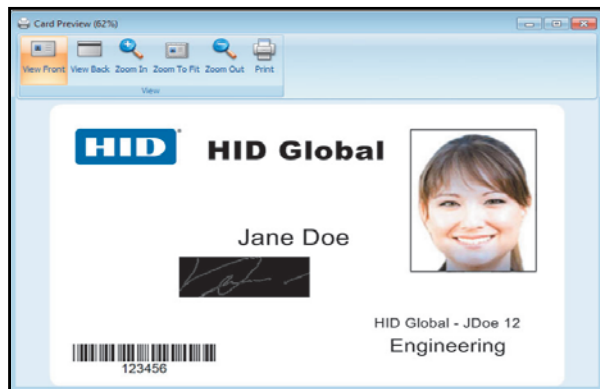 Card Preview (62%)
View Front View Back Zoom In Zoom To Fit Zoom Out Print
View
HID HID Global
Jane Doe
HID Global - JDoe 12
Engineering
123456